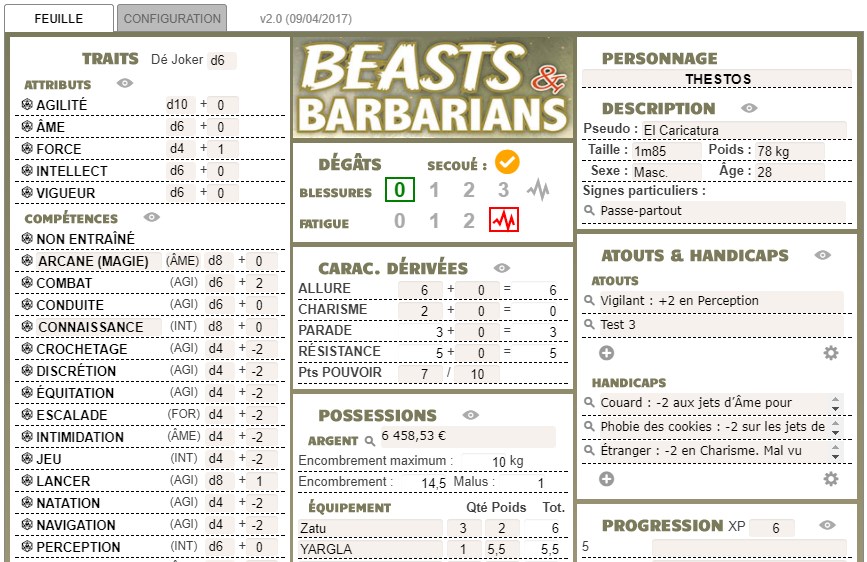 FEUILLE CONFIGURATION v2.0 (09/04/2017)
TRAITS Dé Joker d6
ATTRIBUTS
AGILITÉ d10 + 0
ÂME d6 + 0
FORCE d4 + 1
INTELLECT d6 + 0
VIGUEUR d6 + 0
COMPÉTENCES
NON ENTRAÎNÉ
ARCANE (MAGIE) (ÂME) d8 + 0
COMBAT (AGI) d6 + 2
CONDUITE (AGI) d6 + 0
CONNAISSANCE (INT) d8 + 0
CROCHETAGE (AGI) d4 + -2
DISCRÉTION (AGI) d4 + -2
ÉQUITATION (AGI) d4 + -2
ESCALADE (FOR) d4 + -2
INTIMIDATION (ÂME) d4 + -2
JEU (INT) d4 + -2
LANCER (AGI) d8 + 1
NATATION (AGI) d4 + -2
NAVIGATION (AGI) d4 + -2
PERCEPTION (INT) d6 + 0
BEASTS &
BARBARIANS
DÉGÂTS SECOUÉ :
BLESSURES 0 1 2 3
FATIGUE 0 1 2
CARAC. DÉRIVÉES
ALLURE 6 + 0 = 6
CHARISME 2 + 0 = 0
PARADE 3 + 0 = 3
RÉSISTANCE 5 + 0 = 5
Pts POUVOIR 7 / 10
POSSESSIONS
ARGENT 6 458,53 €
Encombrement maximum : 10 kg
Encombrement : 14,5 Malus : 1
ÉQUIPEMENT Qté Poids Tot.
Zatu 3 2 6
YARGLA 1 5,5 5,5
PERSONNAGE
THESTOS
DESCRIPTION
Pseudo : El Caricatura
Taille : 1m85 Poids : 78 kg
Sexe : Masc. Âge : 28
Signes particuliers :
Passe-partout
ATOUTS & HANDICAPS
ATOUTS
Vigilant : +2 en Perception
Test 3
HANDICAPS
Couard : -2 aux jets d'Âme pour
Phobie des cookies : -2 sur les jets de
Étranger : -2 en Charisme. Mal vu
PROGRESSION XP 6
5